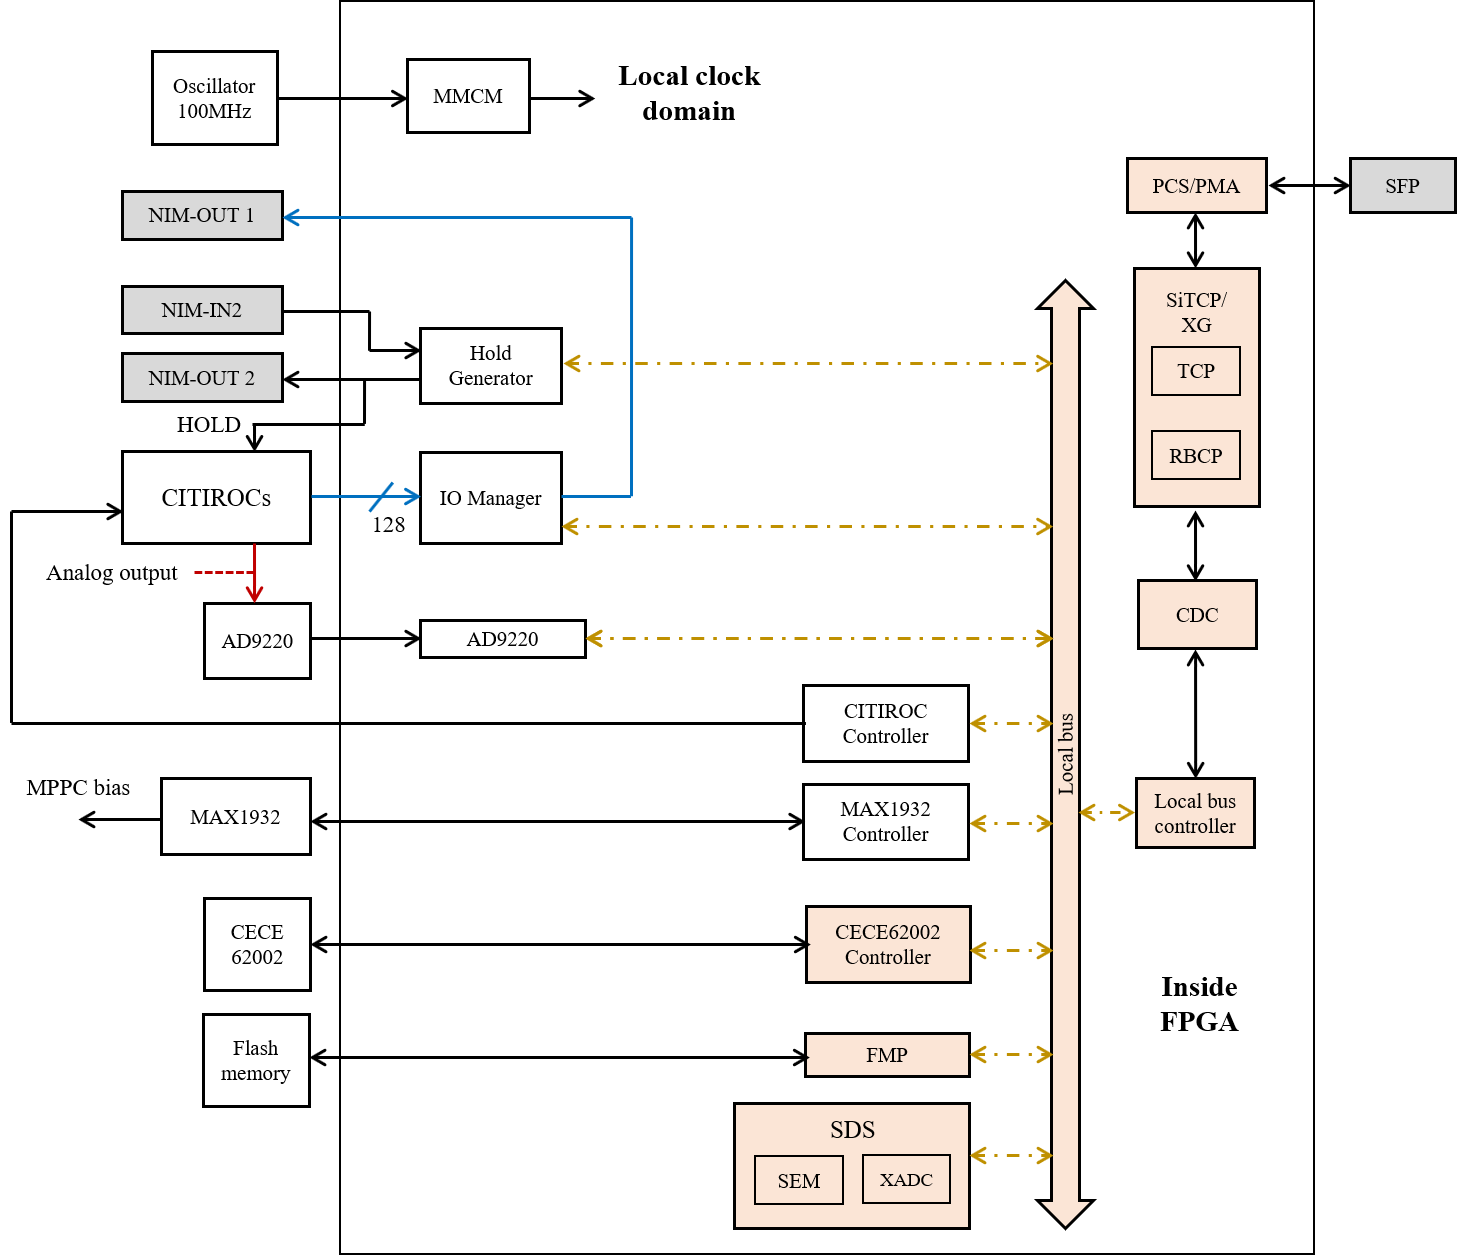 Oscillator
100MHz
MMCM
Local clock
domain
PCS/PMA
SFP
NIM-OUT 1
NIM-IN2
NIM-OUT 2
Hold
Generator
HOLD
SiTCP/
XG
TCP
RBCP
CITIROCs
128
IO Manager
Analog output
AD9220
AD9220
CDC
CITIROC
Controller
Local bus
MPPC bias
MAX1932
MAX1932
Controller
Local bus
controller
CECE
62002
CECE62002
Controller
Inside
FPGA
Flash
memory
FMP
SDS
SEM
XADC